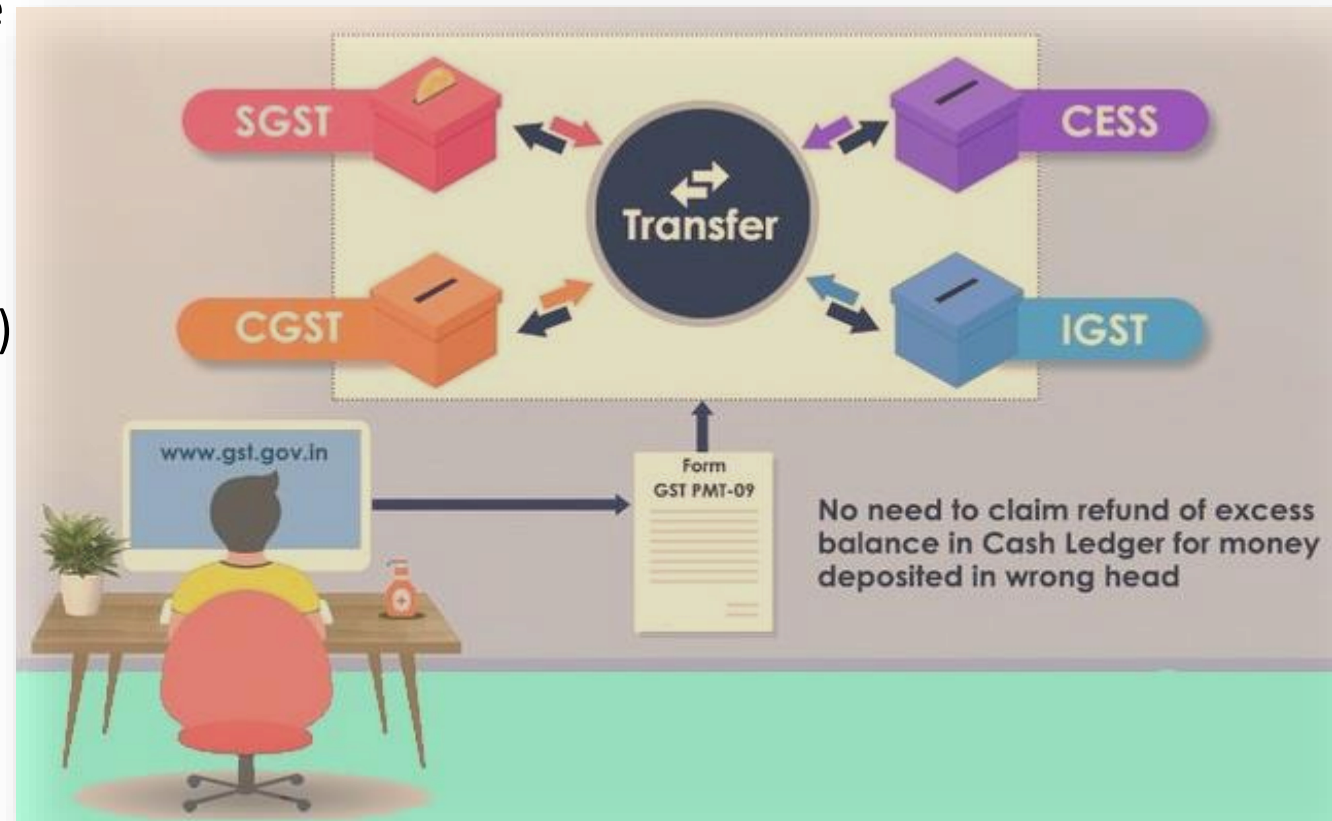 e
)
SGST
CESS
Transfer
CGST
IGST
www.gst.gov.in
Form
GST PMT-09
No need to claim refund of excess
balance in Cash Ledger for money
deposited in wrong head